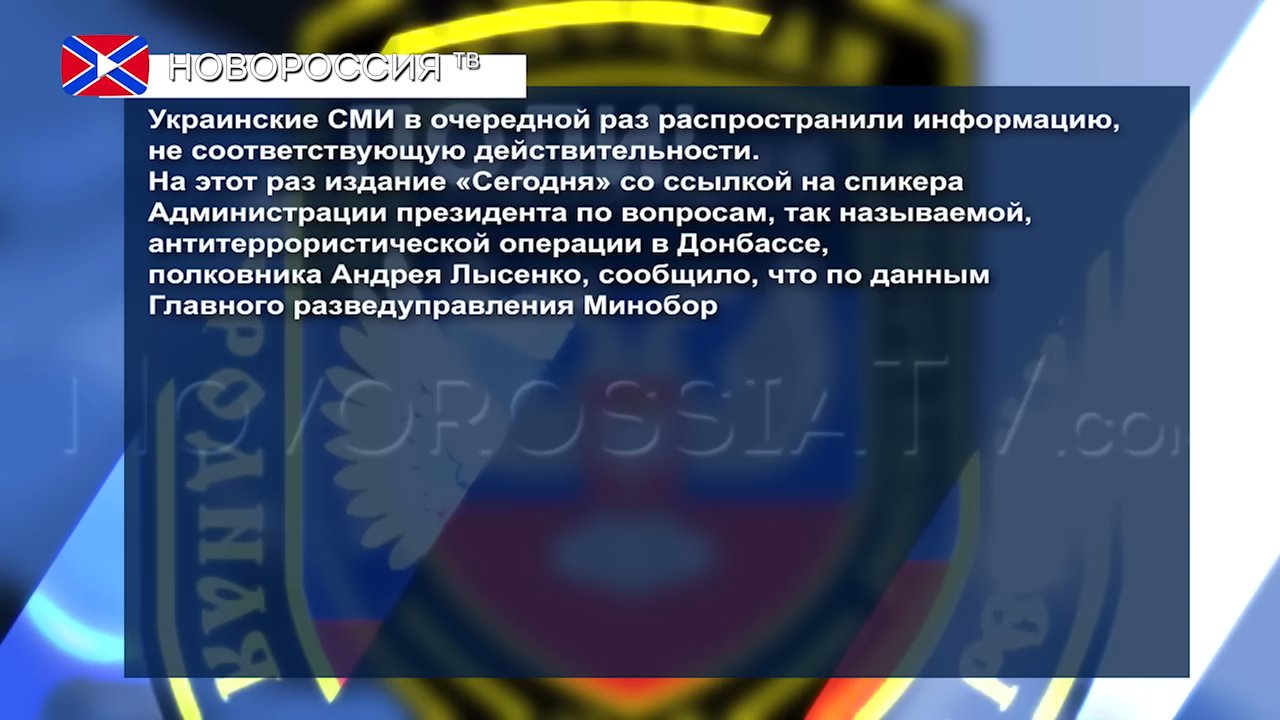 НОВОРОССИЯ ТВ
Украинские СМИ в очередной раз распространили информацию,
не соответствующую действительности.
На этот раз издание «Сегодня» со ссылкой на спикера
Администрации президента по вопросам, так называемой,
антитеррористической операции в Донбассе,
полковника Андрея Лысенко, сообщило, что по данным
Главного разведуправления Минобор
NOVOROSSIATV.COM